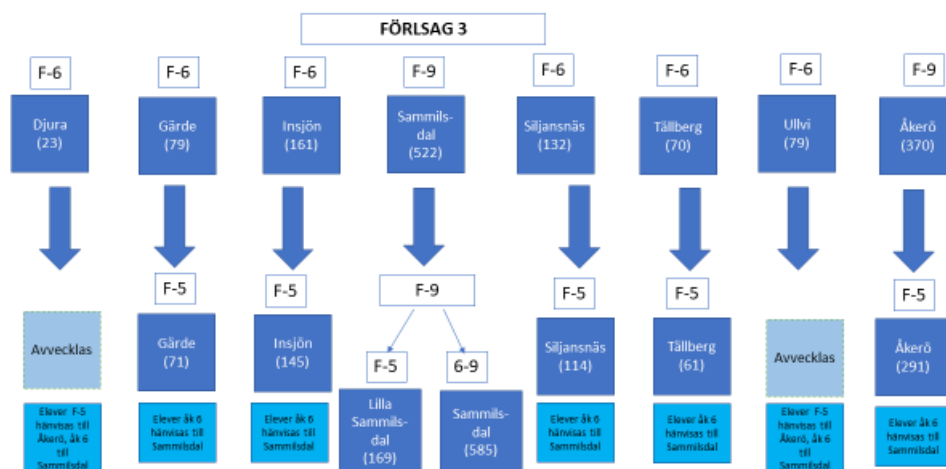 FÖRLSAG 3
F-6
F-6
F-6
F-9
F-6
F-6
F-6
F-9
Djura
(23)
Gärde
(79)
Insjön
(161)
Sammils-
dal
(522)
Siljansnäs
(132)
Tällberg
(70)
Ullvi
(79)
Åkerö
(370)
F-5
F-5
F-9
F-5
F-5
F-5
Avvecklas
Gärde
(71)
Insjön
(145)
F-5
6-9
Siljansnäs
(114)
Tällberg
(61)
Avvecklas
Åkerö
(291)
Lilla
Sammils-
dal
(169)
Sammils-
dal
(585)
Elever F-5
hänvisas till
Åkerö, åk 6
till
Sammilsdal
Elever åk 6
hänvisas till
Sammilsdal
Elever åk 6
hänvisas till
Sammilsdal
Elever åk 6
hänvisas till
Sammilsdal
Elever åk 6
hänvisas till
Sammilsdal
Elever F-5
hänvisas till
Åkerö, åk 6
till
Sammilsdal
Elever åk 6
hänvisas till
Sammilsdal